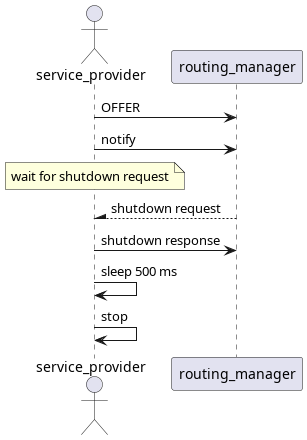 service_provider
routing_manager
OFFER
notify
wait for shutdown request
shutdown request
shutdown response
sleep 500 ms
stop
service_provider
routing_manager